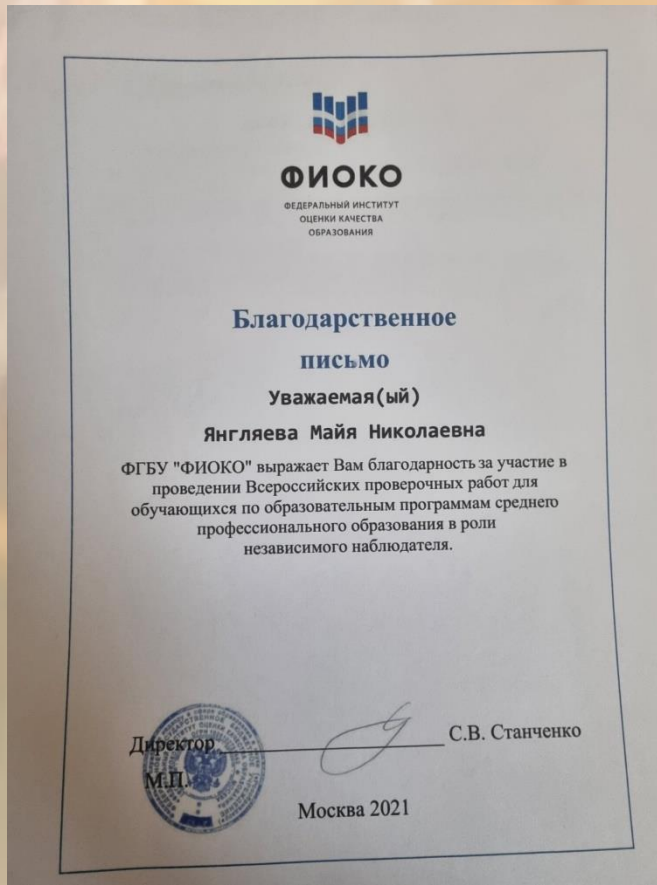 ФИОКО
ФЕДЕРАЛЬНЫЙ ИНСТИТУТ
ОЦЕНКИ КАЧЕСТВА
ОБРАЗОВАНИЯ
Благодарственное
письмо
Уважаемая(ый)
Янгляева Майя Николаевна
ФГБУ "ФИОКО" выражает Вам благодарность за участие в
проведении Всероссийских проверочных работ для
обучающихся по образовательным программам среднего
профессионального образования в роли
независимого наблюдателя.
Директор С.В. Станченко
М.П.
Москва 2021